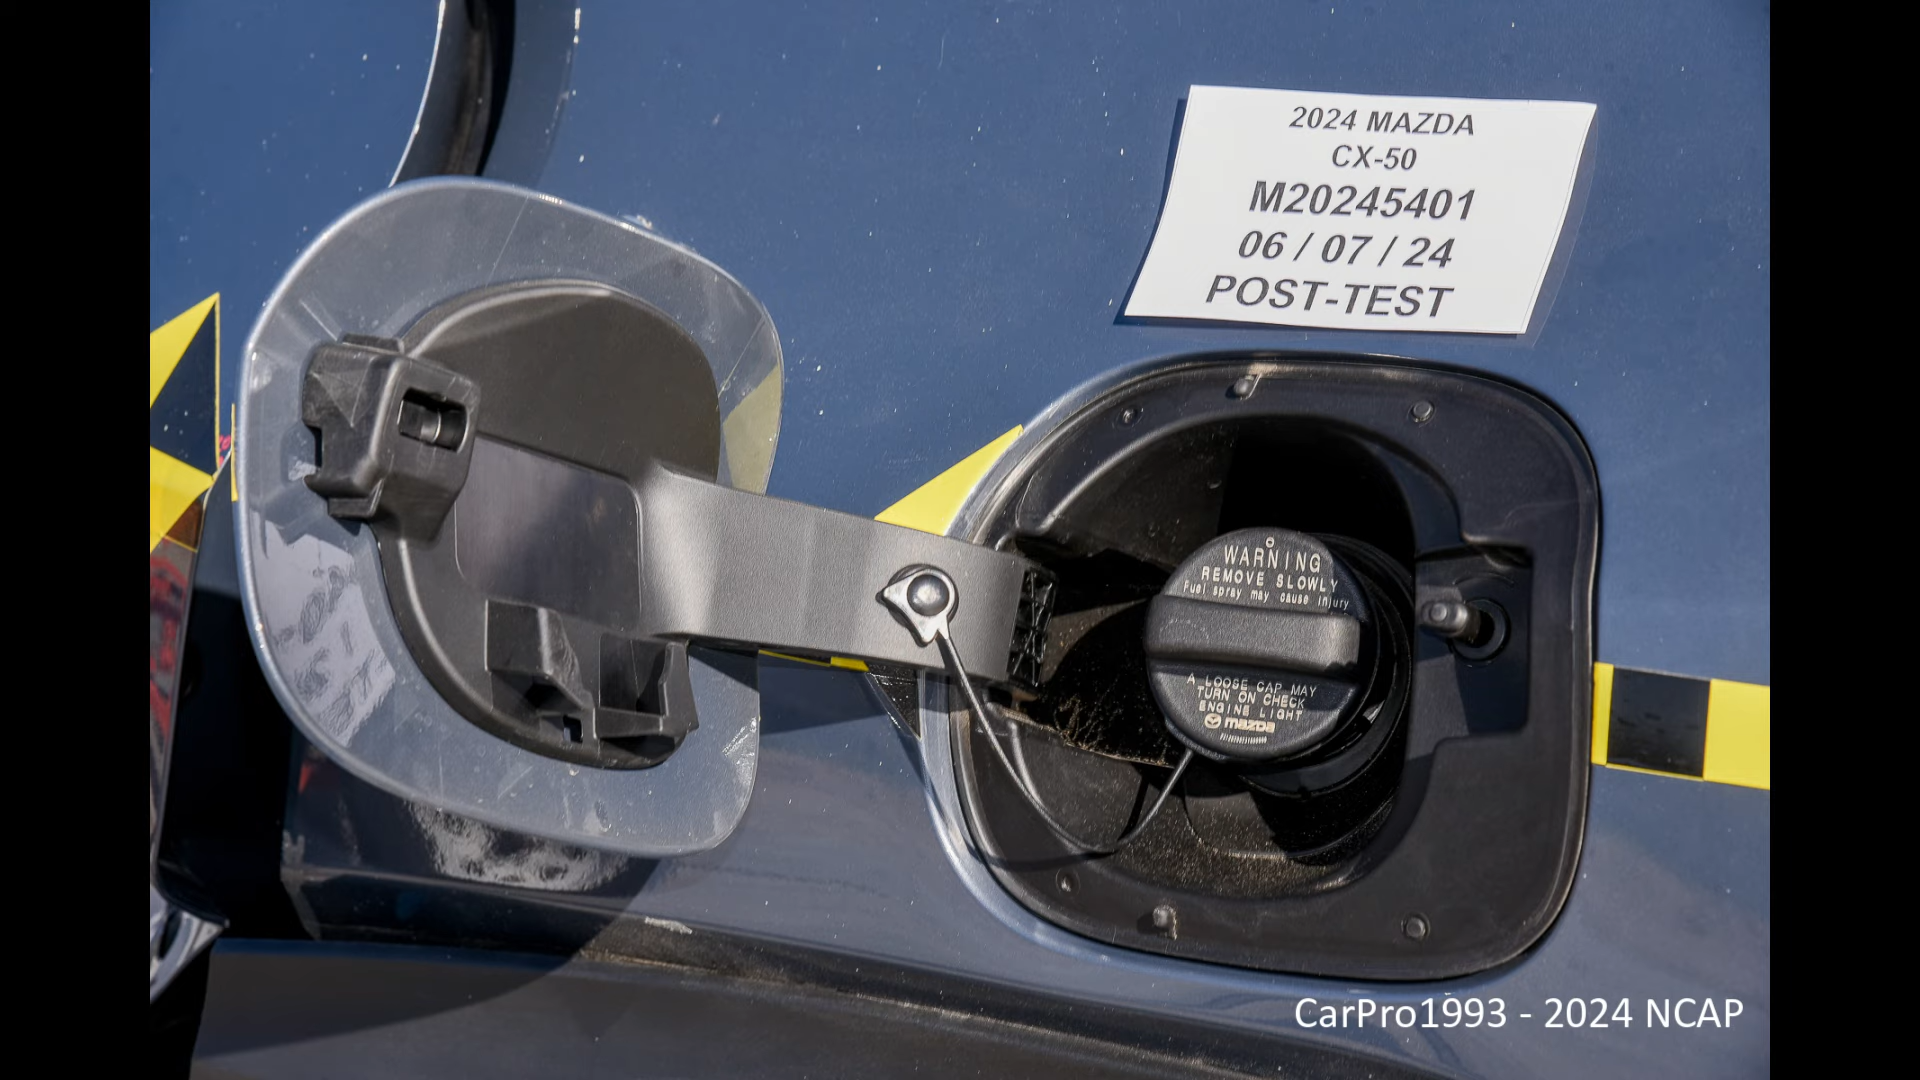 2024 MAZDA
CX-50
M20245401
06 / 07 / 24
POST-TEST
WARNING
REMOVE SLOWLY
Fuel spray may cause injury
A LOOSE CAP MAY
TURN ON CHECK
ENGINE LIGHT
mazda
CarPro1993 - 2024 NCAP